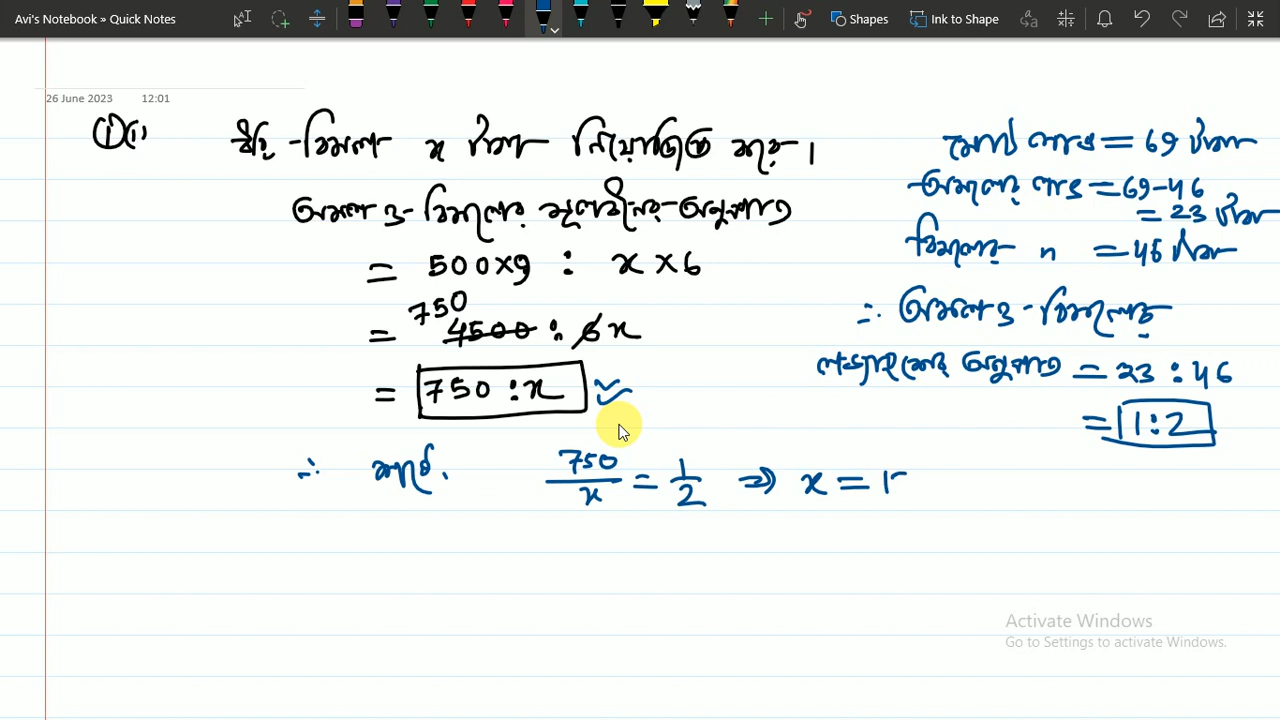 Avi's Notebook » Quick Notes
Shapes
Ink to Shape
26 June 2023 12:01
①(i) ধরি বিমল x টাকা নিয়োজিত করে।
অমল ও বিমলের মূলধনের অনুপাত
= 500×9 : x×6
750
= 4500 : 6x
= 750 : x
∴ শর্তে,
750/x = 1/2 ⇒ x = 1
মোট লাভ = 69 টাকা
অমলের লাভ = 69-46
= 23 টাকা
বিমলের " = 46 টাকা
∴ অমল ও বিমলের
লভ্যাংশের অনুপাত = 23 : 46
= 1:2
Activate Windows
Go to Settings to activate Windows.